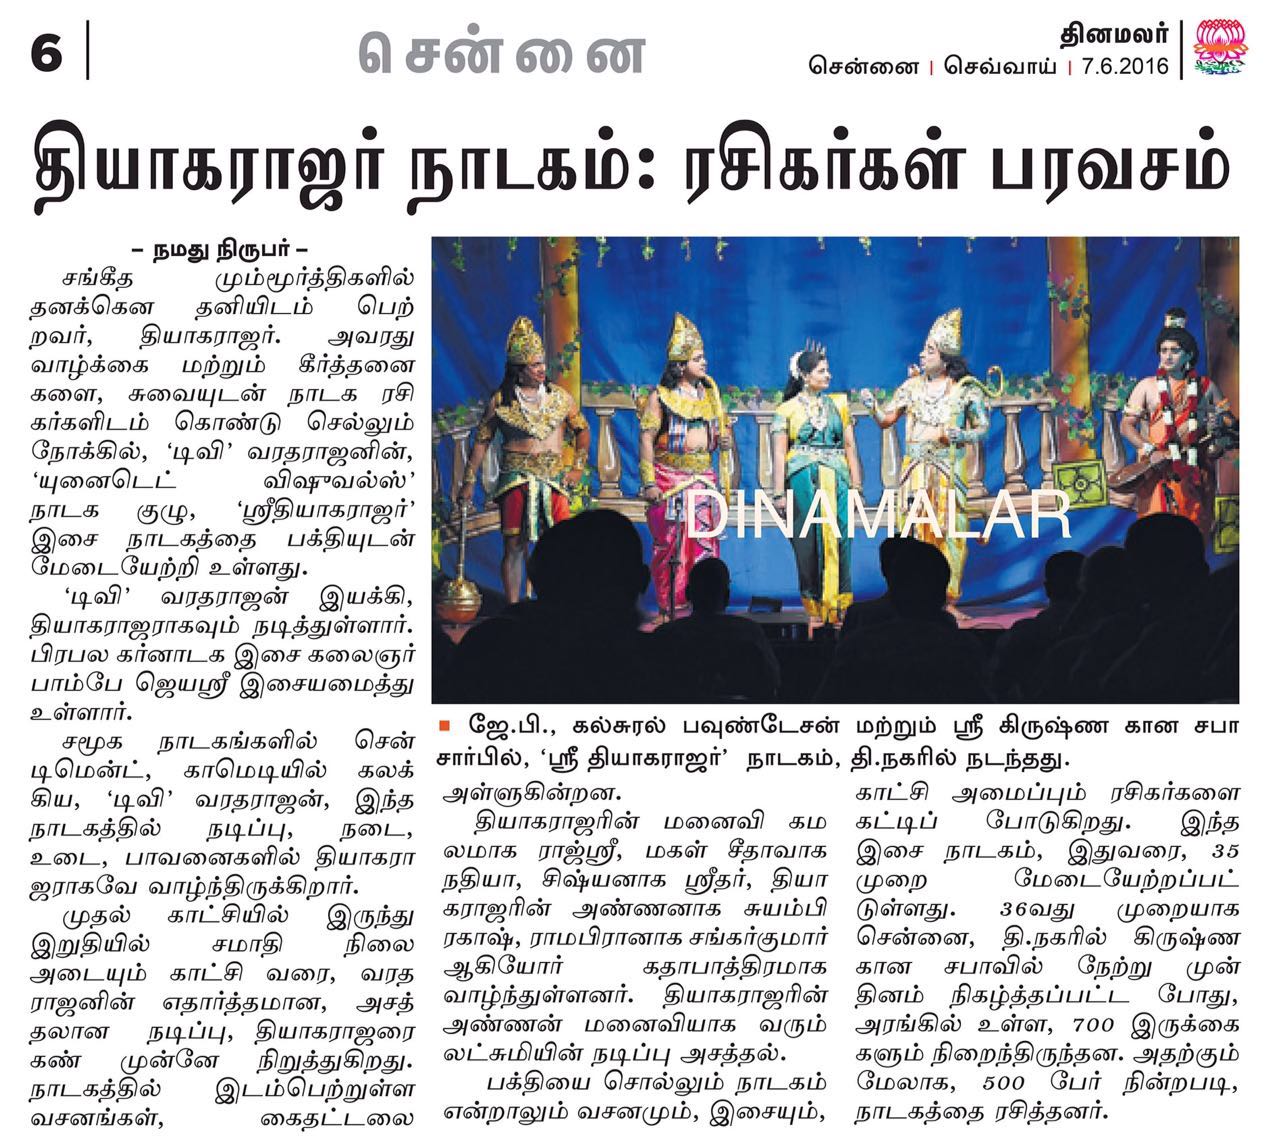 6
சென்னை
தினமலர்
சென்னை | செவ்வாய் | 7.6.2016
தியாகராஜர் நாடகம்: ரசிகர்கள் பரவசம்
– நமது நிருபர் –
சங்கீத மும்மூர்த்திகளில்
தனக்கென தனியிடம் பெற்
றவர், தியாகராஜர். அவரது
வாழ்க்கை மற்றும் கீர்த்தனை
களை, சுவையுடன் நாடக ரசி
கர்களிடம் கொண்டு செல்லும்
நோக்கில், ‘டிவி’ வரதராஜனின்,
‘யுனைடெட் விஷுவல்ஸ்’
நாடக குழு, ‘ஸ்ரீதியாகராஜர்’
இசை நாடகத்தை பக்தியுடன்
மேடையேற்றி உள்ளது.
‘டிவி’ வரதராஜன் இயக்கி,
தியாகராஜராகவும் நடித்துள்ளார்.
பிரபல கர்னாடக இசை கலைஞர்
பாம்பே ஜெயஸ்ரீ இசையமைத்து
உள்ளார்.
சமூக நாடகங்களில் சென்
டிமென்ட், காமெடியில் கலக்
கிய, ‘டிவி’ வரதராஜன், இந்த
நாடகத்தில் நடிப்பு, நடை,
உடை, பாவனைகளில் தியாகரா
ஜராகவே வாழ்ந்திருக்கிறார்.
முதல் காட்சியில் இருந்து
இறுதியில் சமாதி நிலை
அடையும் காட்சி வரை, வரத
ராஜனின் எதார்த்தமான, அசத்
தலான நடிப்பு, தியாகராஜரை
கண் முன்னே நிறுத்துகிறது.
நாடகத்தில் இடம்பெற்றுள்ள
வசனங்கள், கைதட்டலை
DINAMALAR
ஜே.பி., கல்சுரல் பவுண்டேசன் மற்றும் ஸ்ரீ கிருஷ்ண கான சபா
சார்பில், ‘ஸ்ரீ தியாகராஜர்’ நாடகம், தி.நகரில் நடந்தது.
அள்ளுகின்றன.
தியாகராஜரின் மனைவி கம
லமாக ராஜ்ஸ்ரீ, மகள் சீதாவாக
நதியா, சிஷ்யனாக ஸ்ரீதர், தியா
கராஜரின் அண்ணனாக சுயம்பி
ரகாஷ், ராமபிரானாக சங்கர்குமார்
ஆகியோர் கதாபாத்திரமாக
வாழ்ந்துள்ளனர். தியாகராஜரின்
அண்ணன் மனைவியாக வரும்
லட்சுமியின் நடிப்பு அசத்தல்.
பக்தியை சொல்லும் நாடகம்
என்றாலும் வசனமும், இசையும்,
காட்சி அமைப்பும் ரசிகர்களை
கட்டிப் போடுகிறது. இந்த
இசை நாடகம், இதுவரை, 35
முறை மேடையேற்றப்பட்
டுள்ளது. 36வது முறையாக
சென்னை, தி.நகரில் கிருஷ்ண
கான சபாவில் நேற்று முன்
தினம் நிகழ்த்தப்பட்ட போது,
அரங்கில் உள்ள, 700 இருக்கை
களும் நிறைந்திருந்தன. அதற்கும்
மேலாக, 500 பேர் நின்றபடி,
நாடகத்தை ரசித்தனர்.